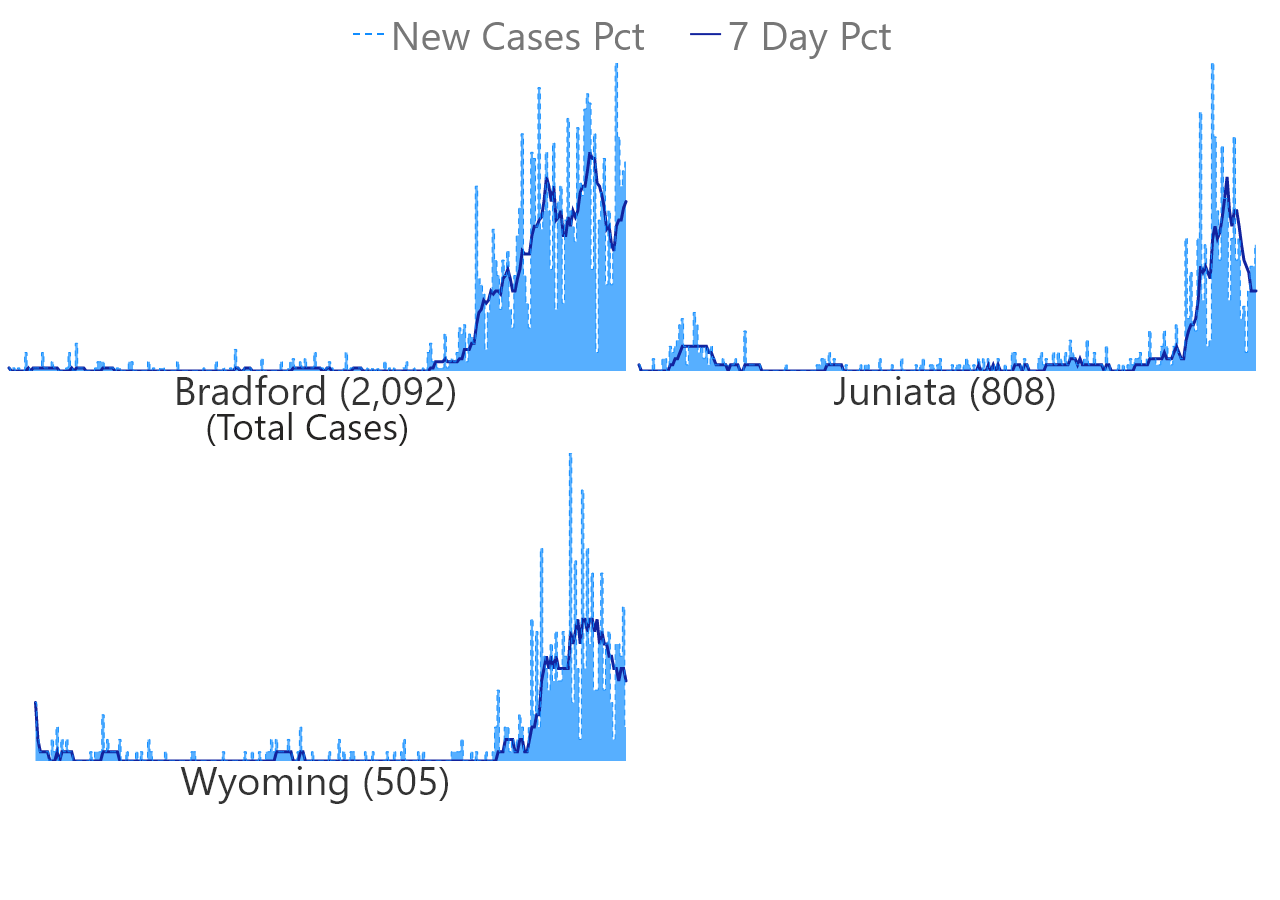 New Cases Pct 7 Day Pct
Bradford (2,092)
(Total Cases)
Juniata (808)
Wyoming (505)